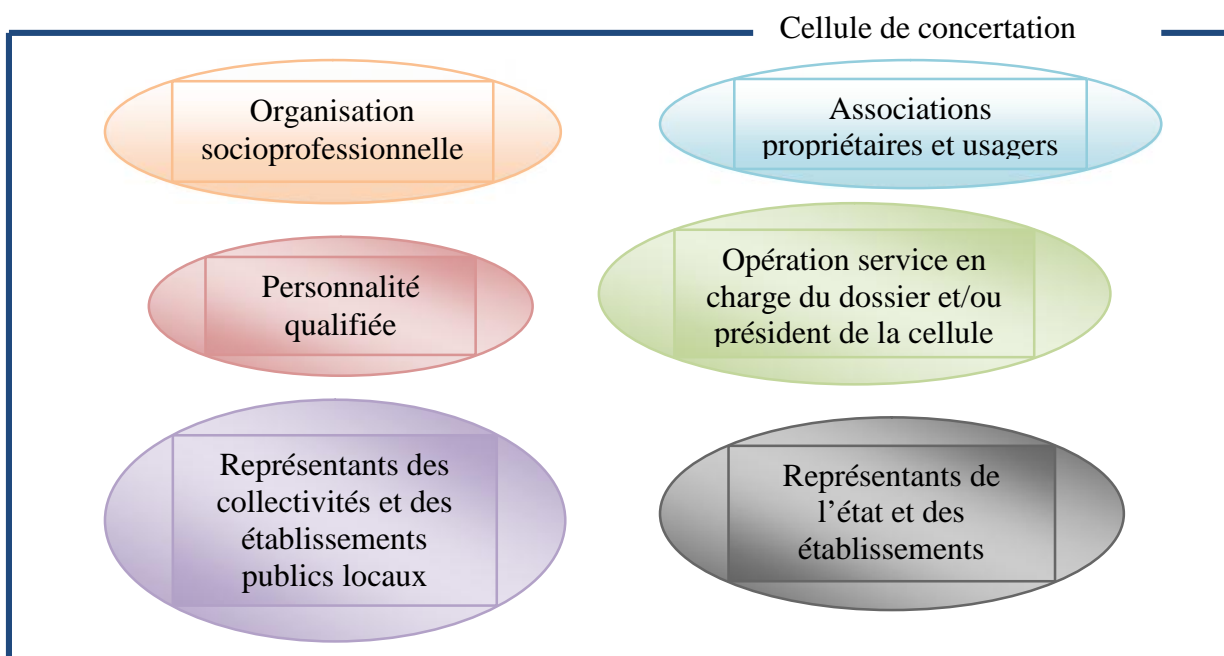 Cellule de concertation
Organisation
socioprofessionnelle
Associations
propriétaires et usagers
Personnalité
qualifiée
Opération service en
charge du dossier et/ou
président de la cellule
Représentants des
collectivités et des
établissements
publics locaux
Représentants de
l’état et des
établissements